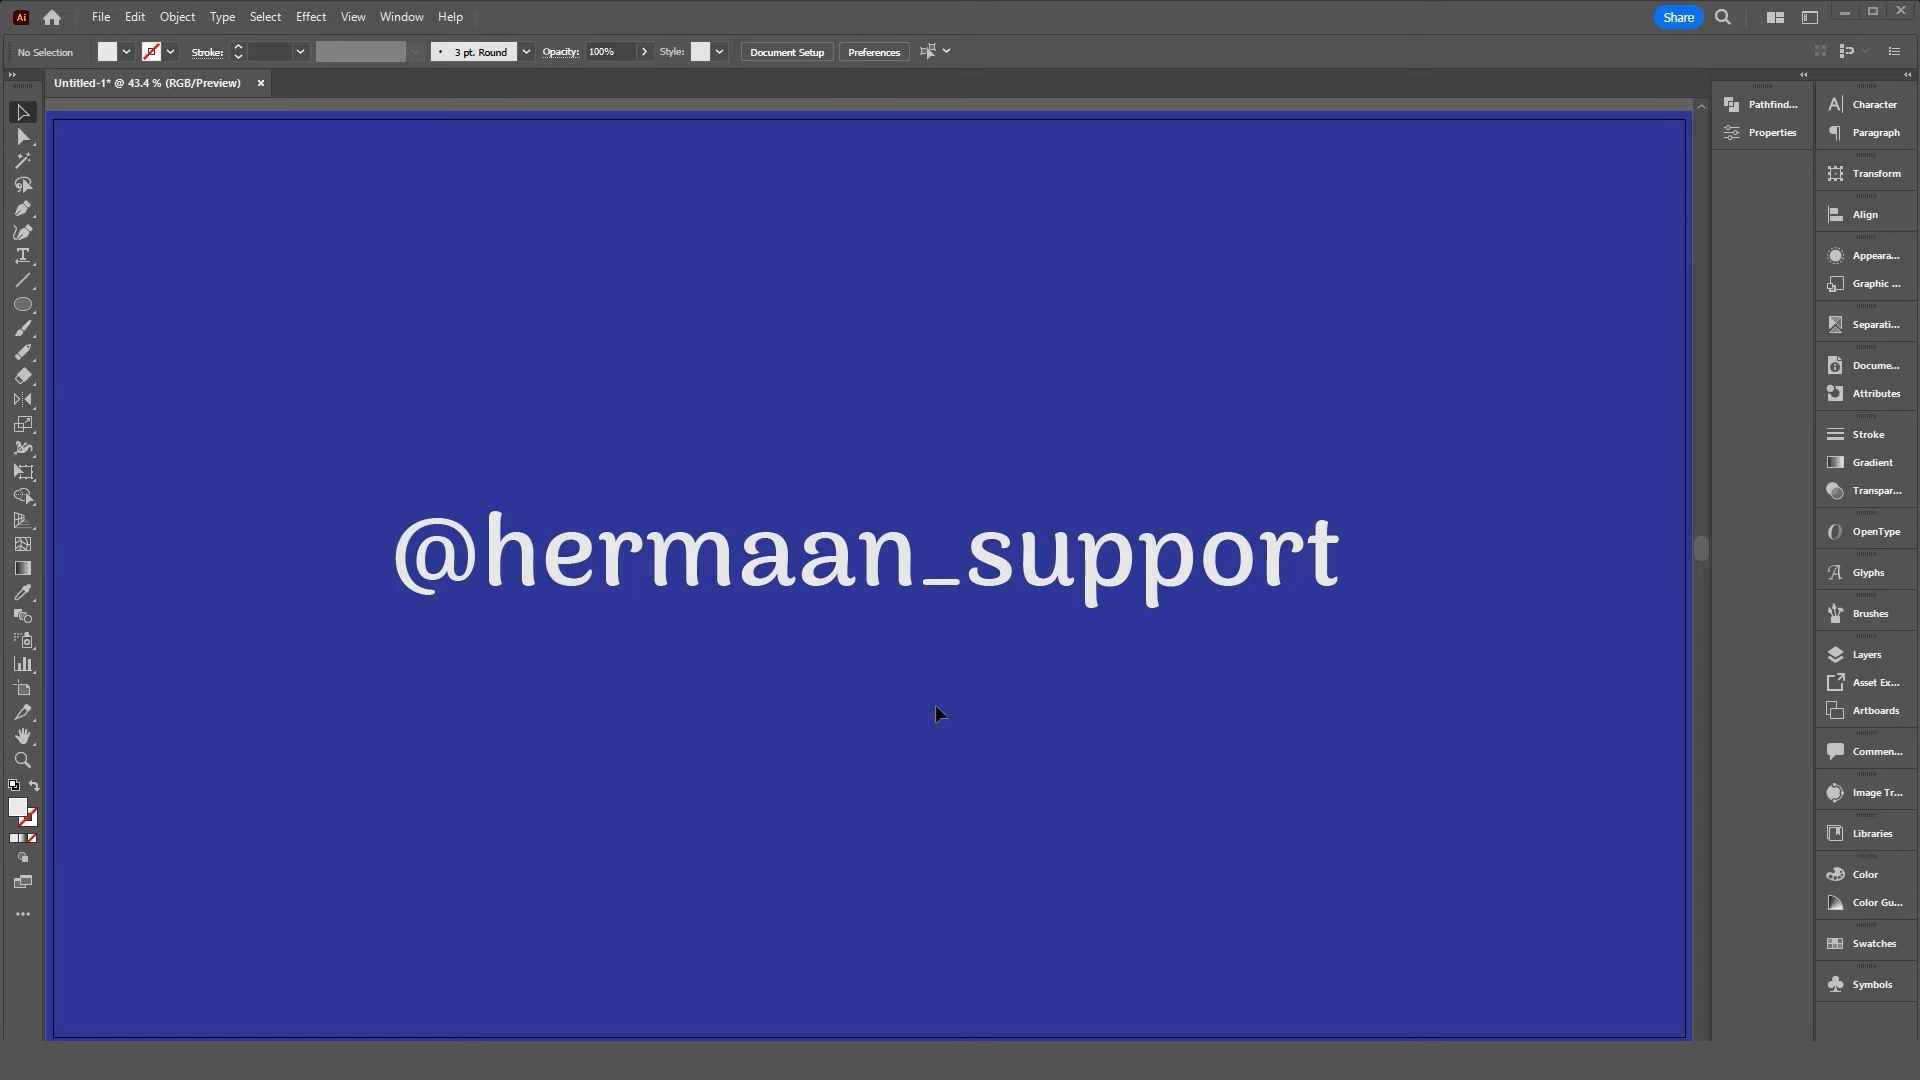 Ai File Edit Object Type Select Effect View Window Help Share
No Selection Stroke: 3 pt. Round Opacity: 100% Style: Document Setup Preferences
Untitled-1* @ 43.4 % (RGB/Preview)
Pathfind...
Properties
Character
Paragraph
Transform
Align
Appeara...
Graphic ...
Separati...
Docume...
Attributes
Stroke
Gradient
Transpar...
OpenType
Glyphs
Brushes
Layers
Asset Ex...
Artboards
Commen...
Image Tr...
Libraries
Color
Color Gu...
Swatches
Symbols
@hermaan_support